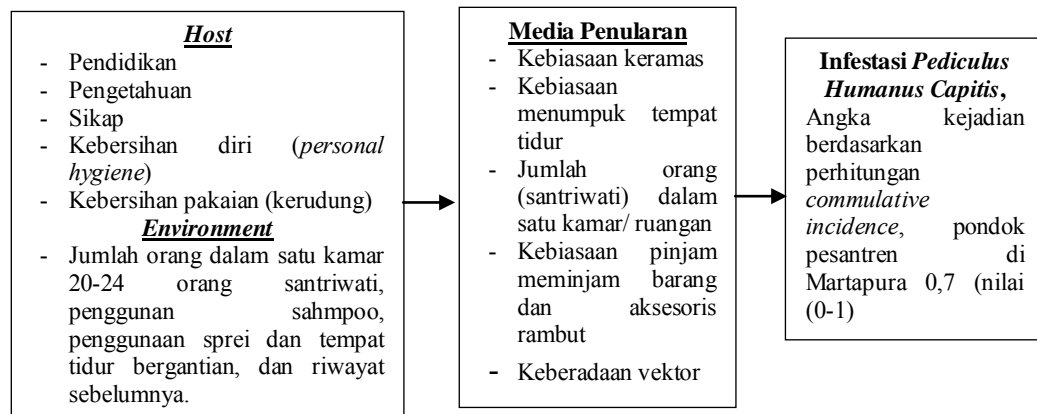 Host
- Pendidikan
- Pengetahuan
- Sikap
- Kebersihan diri (personal
hygiene)
- Kebersihan pakaian (kerudung)
Environment
- Jumlah orang dalam satu kamar
20-24 orang santriwati,
penggunan sahmpoo,
penggunaan sprei dan tempat
tidur bergantian, dan riwayat
sebelumnya.
Media Penularan
- Kebiasaan keramas
- Kebiasaan
menumpuk tempat
tidur
- Jumlah orang
(santriwati) dalam
satu kamar/ ruangan
- Kebiasaan pinjam
meminjam barang
dan aksesoris
rambut
- Keberadaan vektor
Infestasi Pediculus
Humanus Capitis,
Angka kejadian
berdasarkan
perhitungan
commulative
incidence, pondok
pesantren di
Martapura 0,7 (nilai
(0-1)